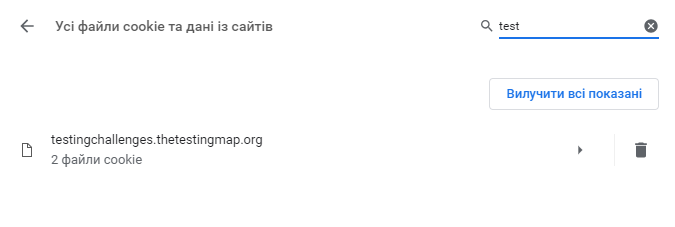 Усі файли cookie та дані із сайтів
test
Вилучити всі показані
testingchallenges.thetestingmap.org
2 файли cookie